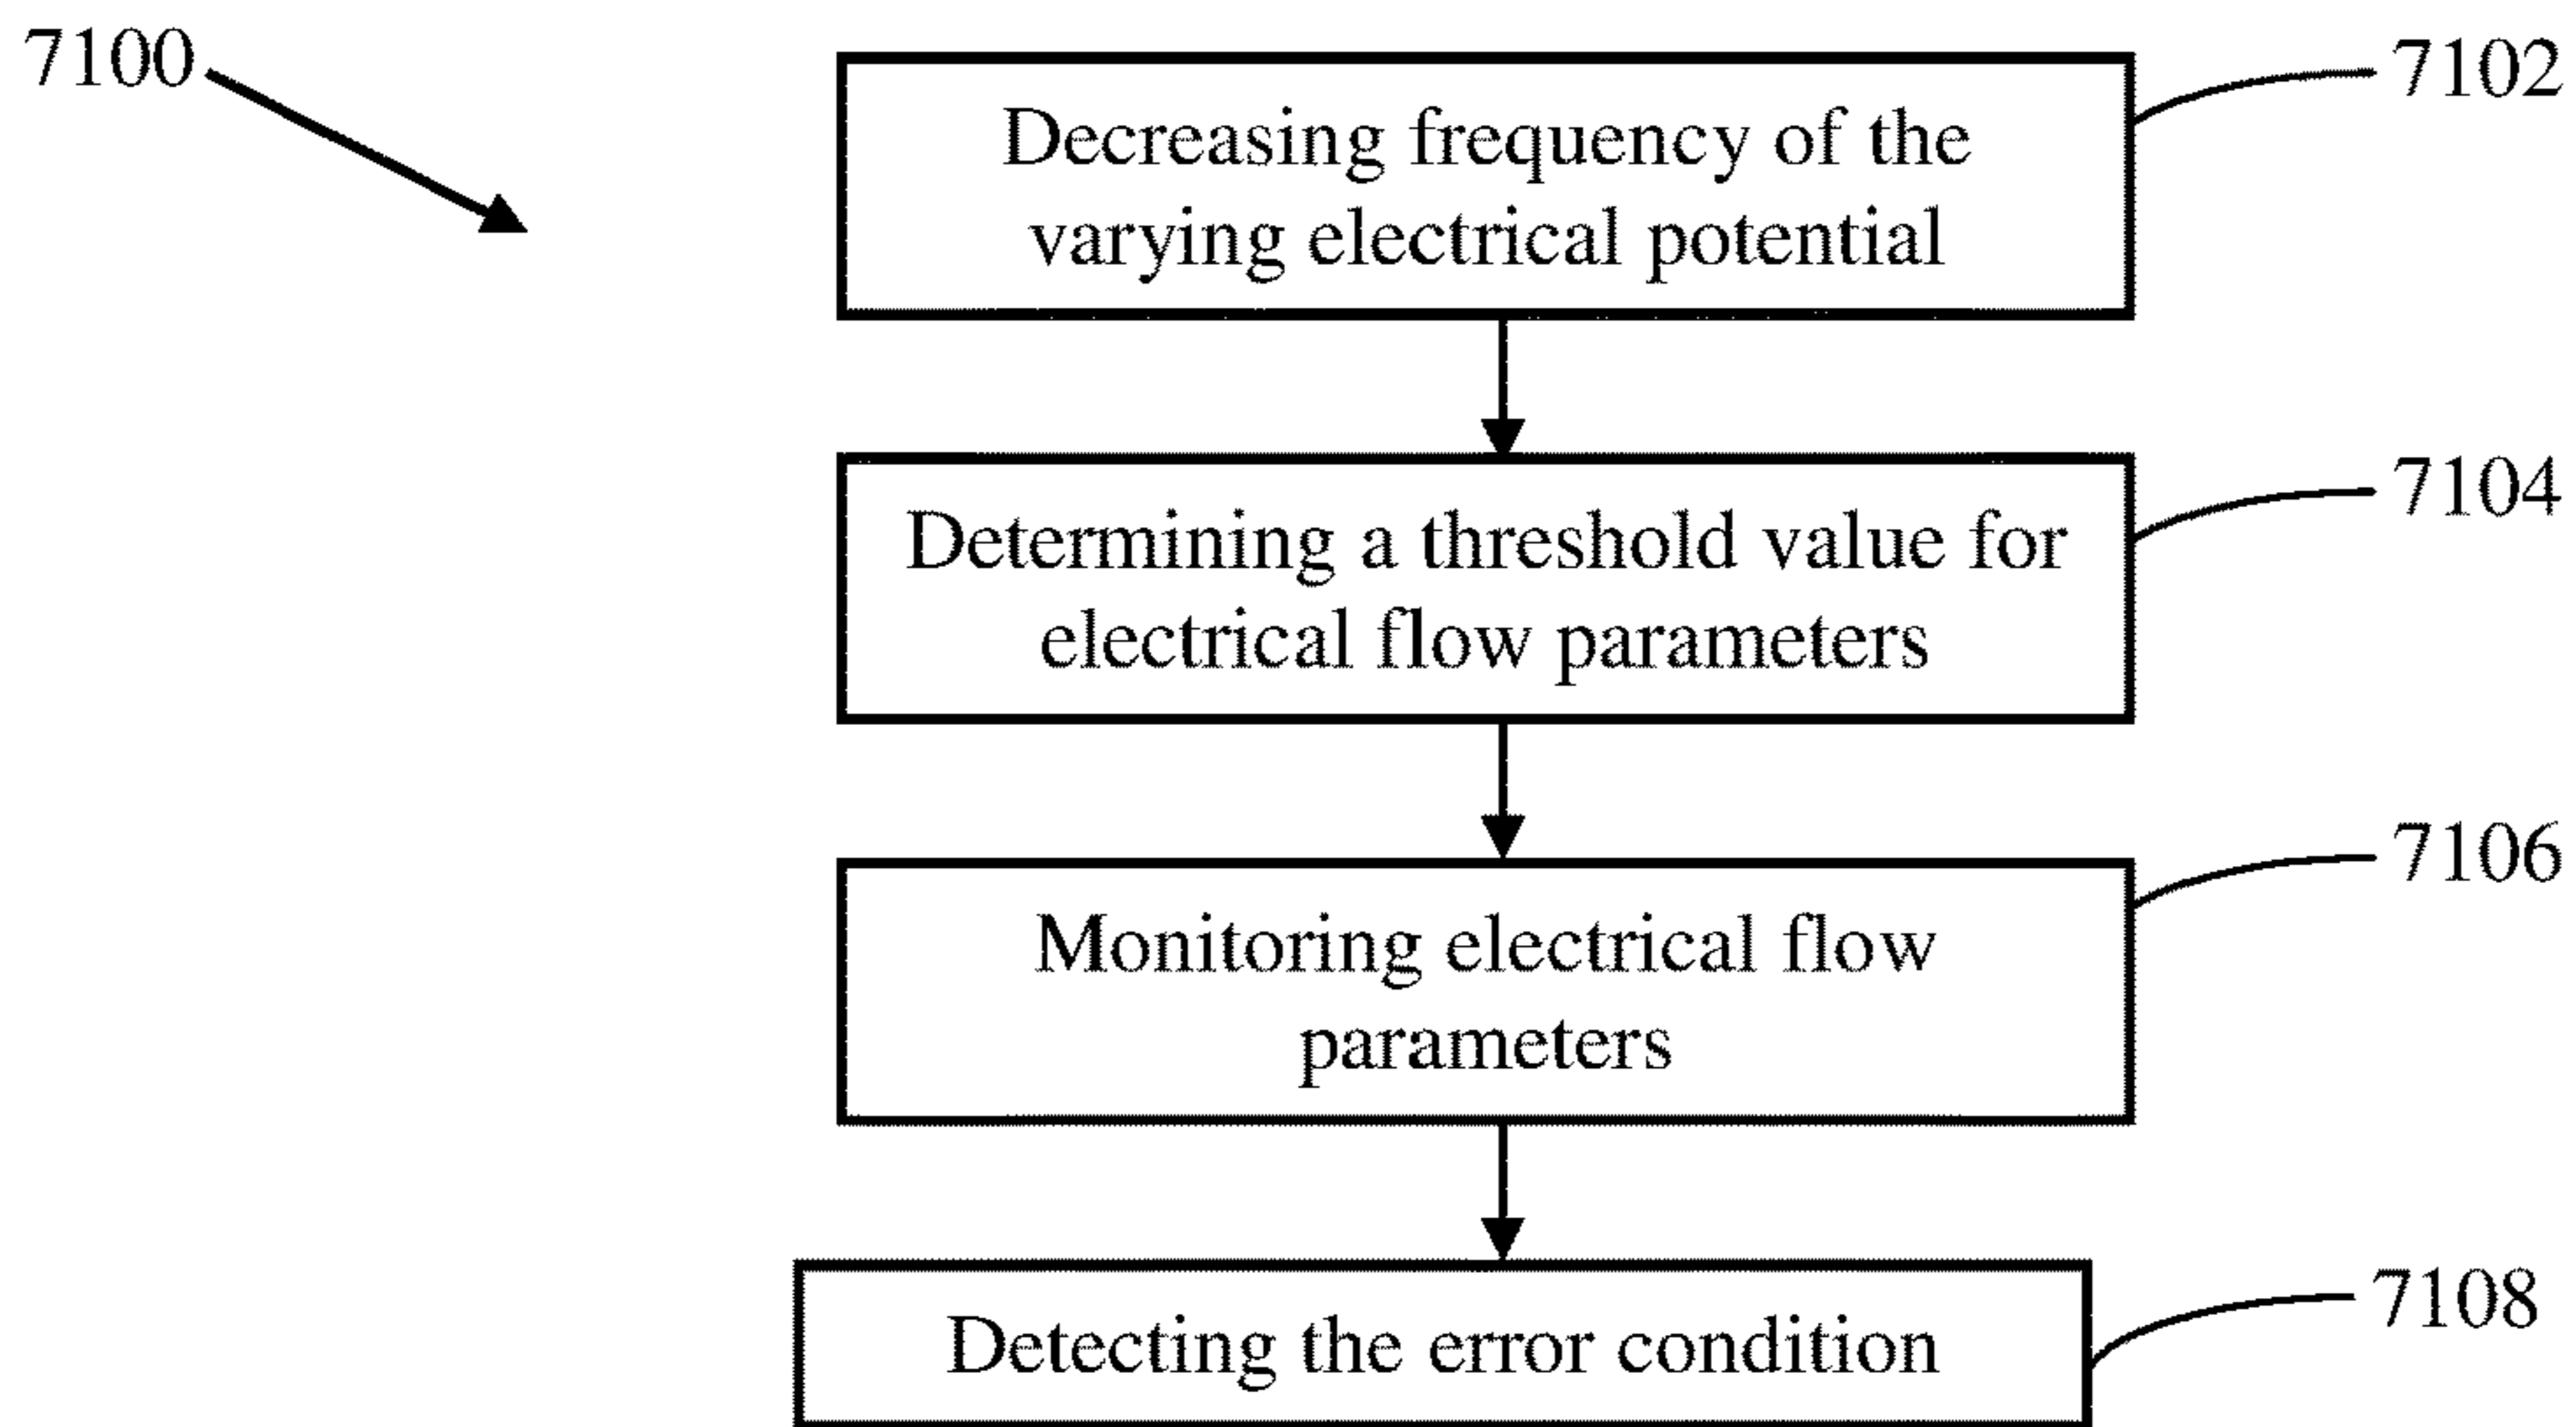 7100
7102
Decreasing frequency of the
varying electrical potential
7104
Determining a threshold value for
electrical flow parameters
7106
Monitoring electrical flow
parameters
7108
Detecting the error condition